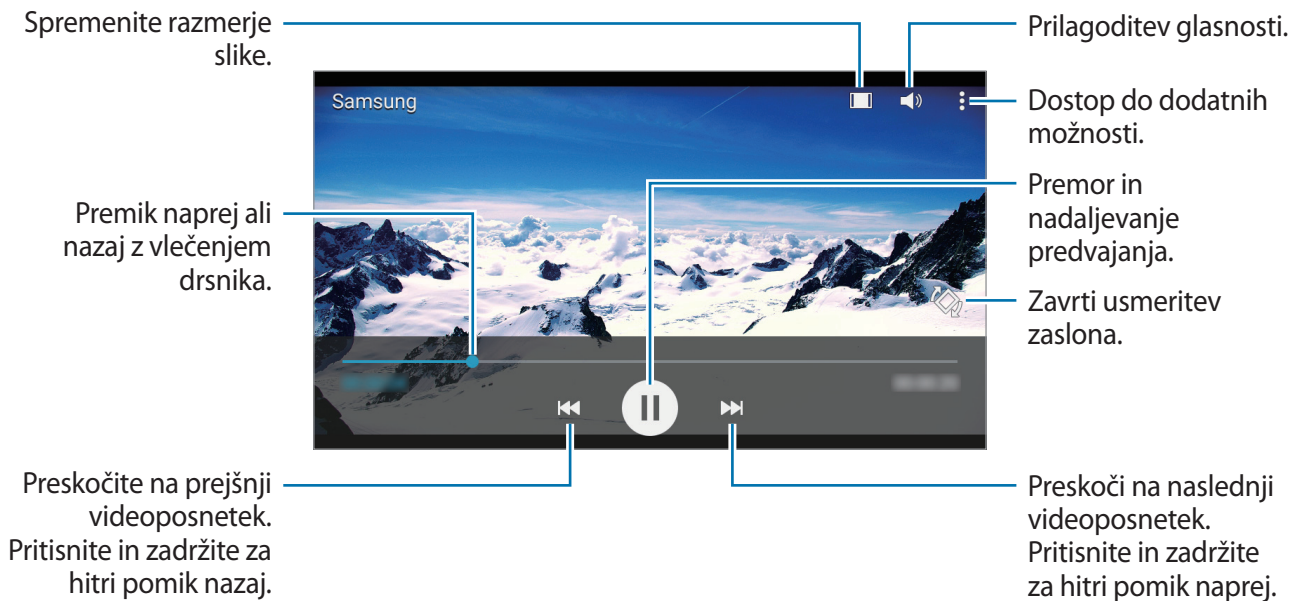 Spremenite razmerje
slike.
Prilagoditev glasnosti.
Samsung
Dostop do dodatnih
možnosti.
Premik naprej ali
nazaj z vlečenjem
drsnika.
Premor in
nadaljevanje
predvajanja.
Zavrti usmeritev
zaslona.
Preskočite na prejšnji
videoposnetek.
Pritisnite in zadržite za
hitri pomik nazaj.
Preskoči na naslednji
videoposnetek.
Pritisnite in zadržite
za hitri pomik naprej.